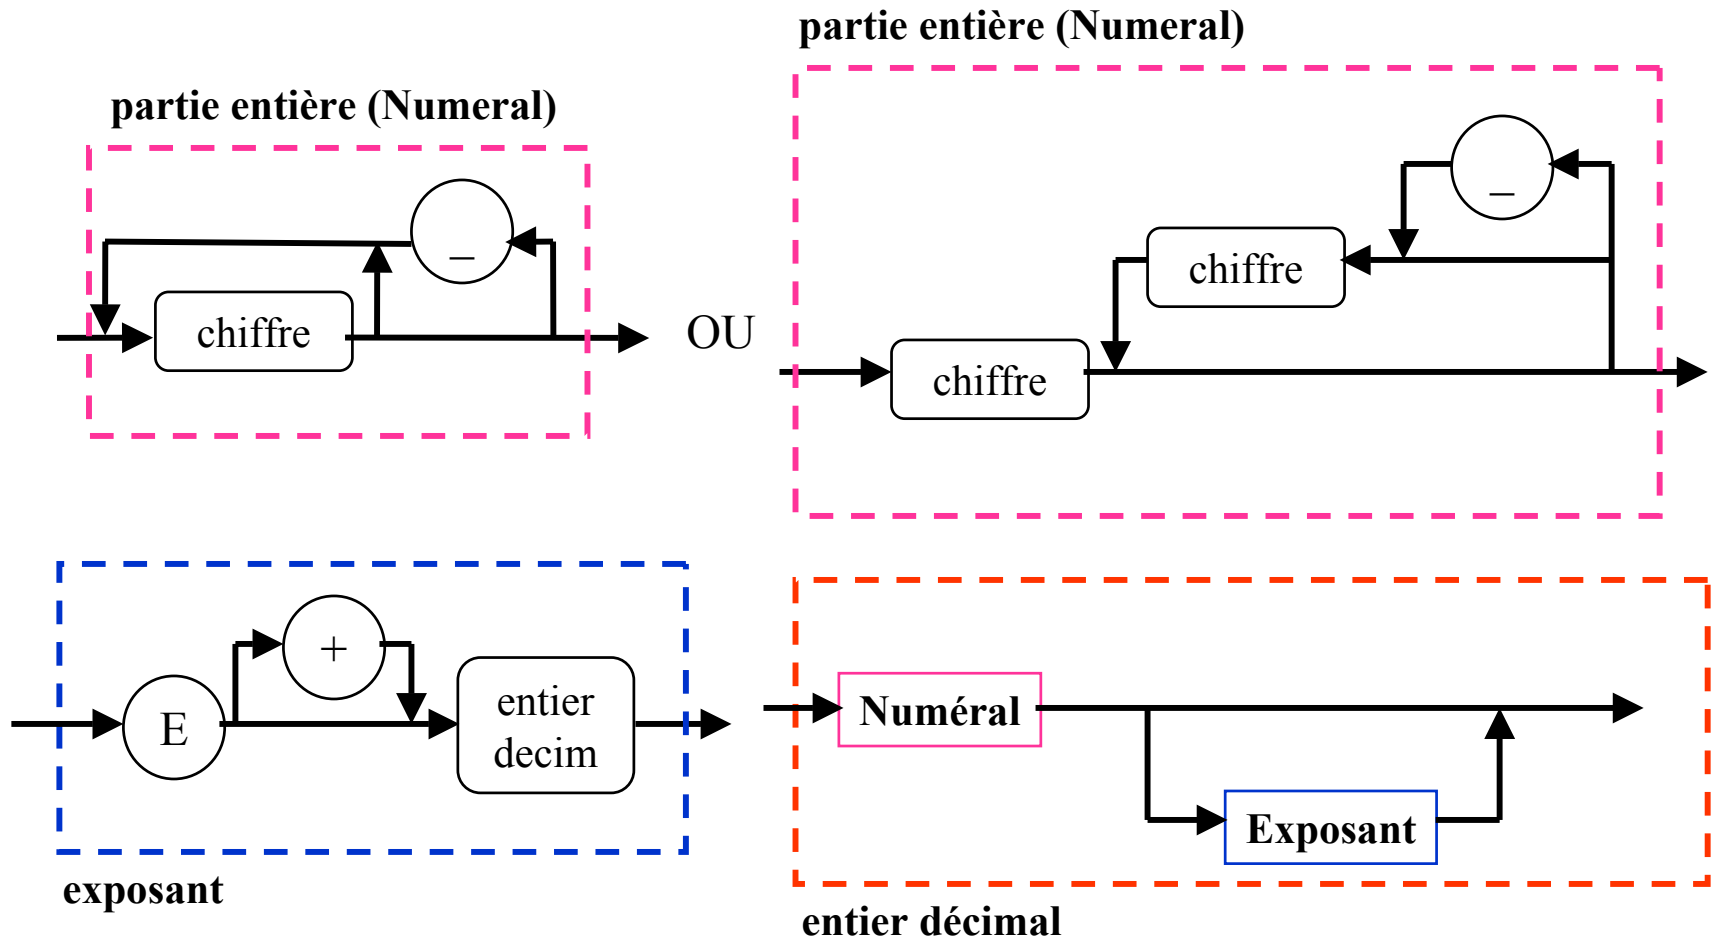 partie entière (Numeral)
partie entière (Numeral)
_
_
chiffre
chiffre
OU
chiffre
+
E
entier
decim
Numéral
Exposant
exposant
entier décimal